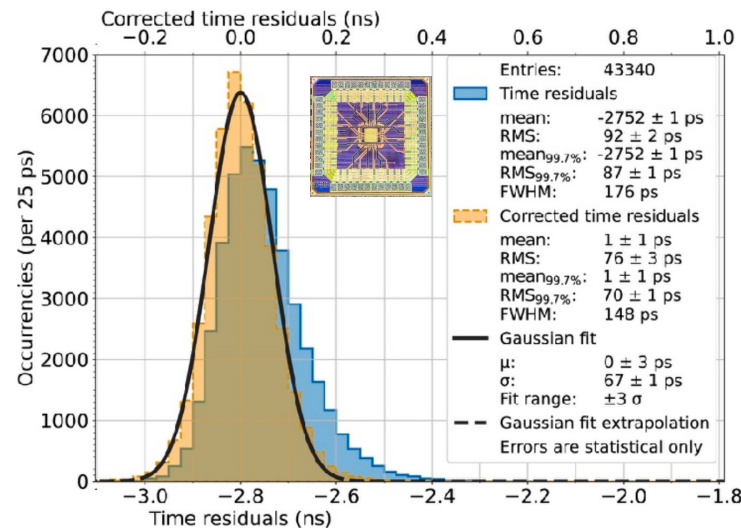 Corrected time residuals (ns)
−0.2 0.0 0.2 0.4 0.6 0.8 1.0
7000
6000
5000
4000
3000
2000
1000
0
Occurrencies (per 25 ps)
Entries: 43340
Time residuals
mean: -2752 ± 1 ps
RMS: 92 ± 2 ps
mean99.7%: -2752 ± 1 ps
RMS99.7%: 87 ± 1 ps
FWHM: 176 ps
Corrected time residuals
mean: 1 ± 1 ps
RMS: 76 ± 3 ps
mean99.7%: 1 ± 1 ps
RMS99.7%: 70 ± 1 ps
FWHM: 148 ps
Gaussian fit
μ: 0 ± 3 ps
σ: 67 ± 1 ps
Fit range: ±3 σ
Gaussian fit extrapolation
Errors are statistical only
−3.0 −2.8 −2.6 −2.4 −2.2 −2.0 −1.8
Time residuals (ns)